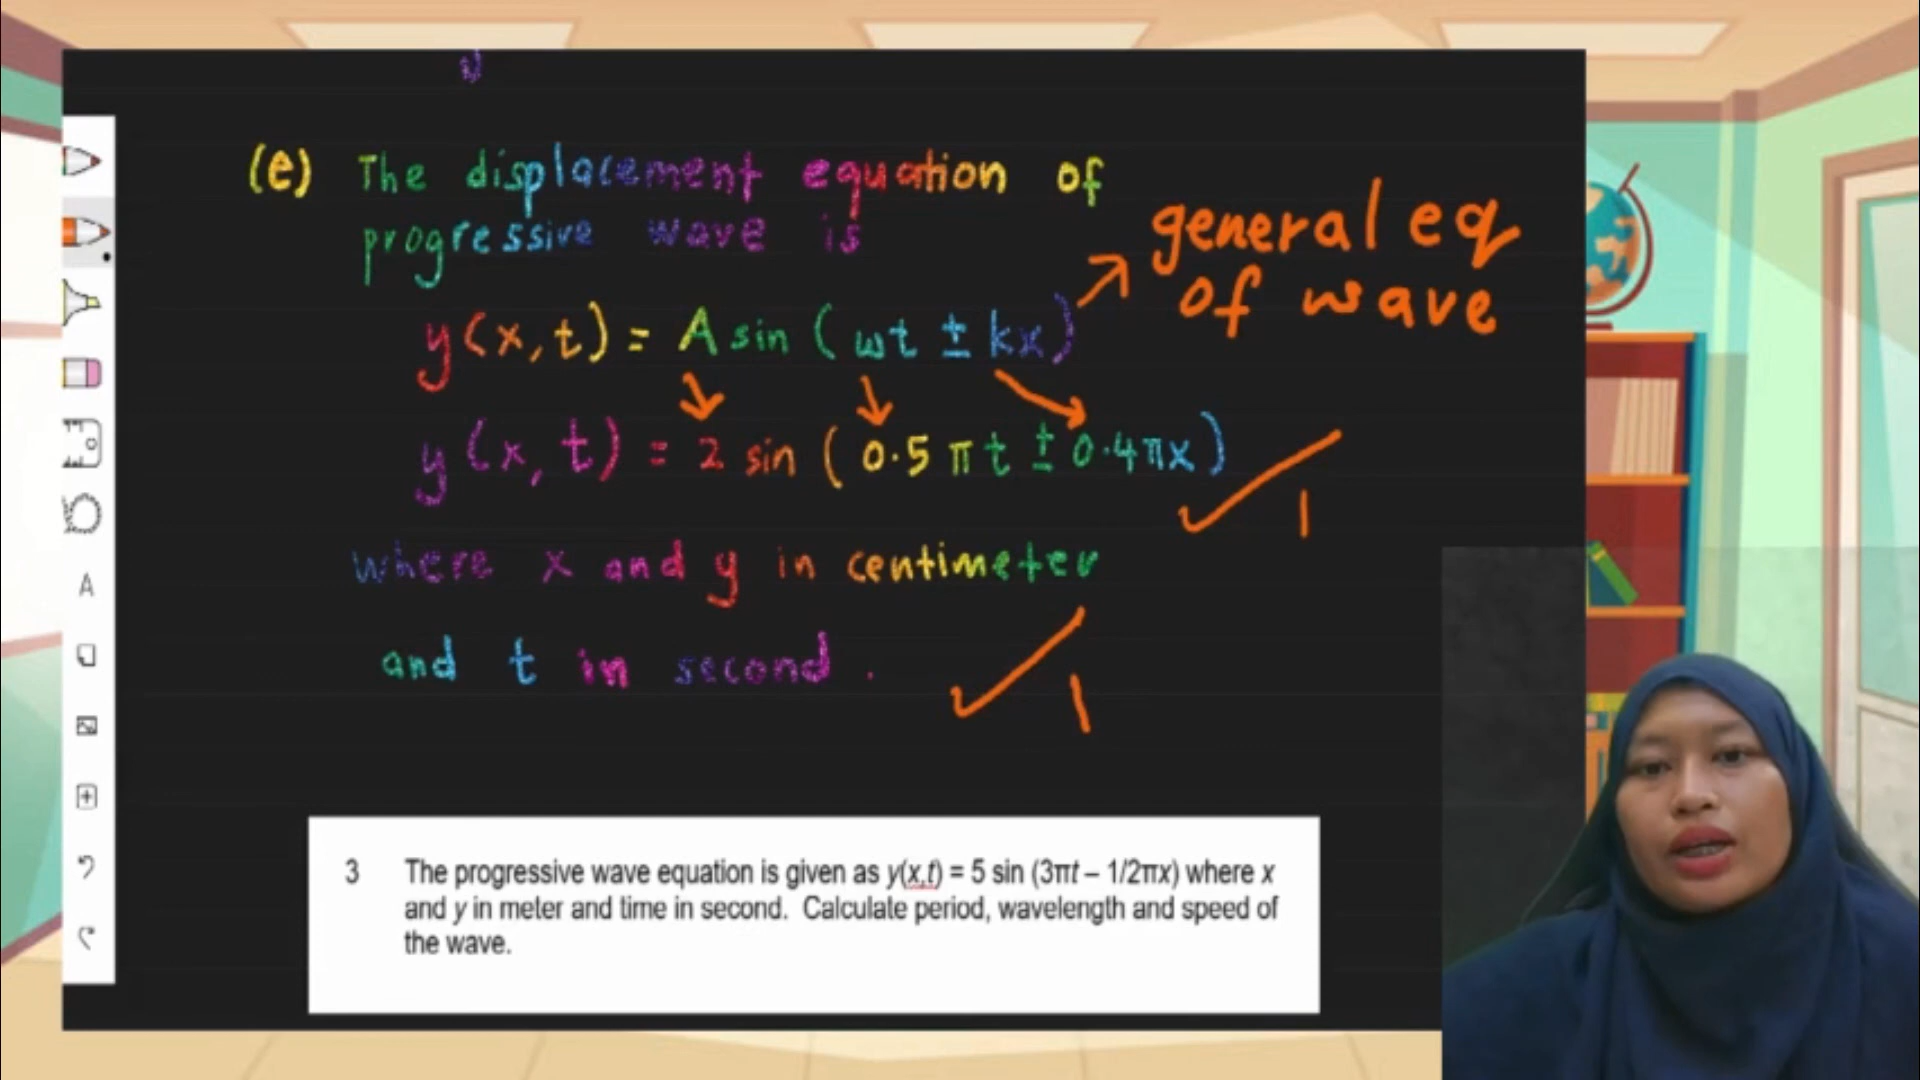 (e) The displacement equation of
progressive wave is
general eq
of wave
y(x,t) = A sin (ωt ± kx)
y(x,t) = 2 sin (0.5πt ± 0.4πx)
1
where x and y in centimeter
and t in second.
1
3 The progressive wave equation is given as y(x,t) = 5 sin (3πt – 1/2πx) where x
and y in meter and time in second. Calculate period, wavelength and speed of
the wave.